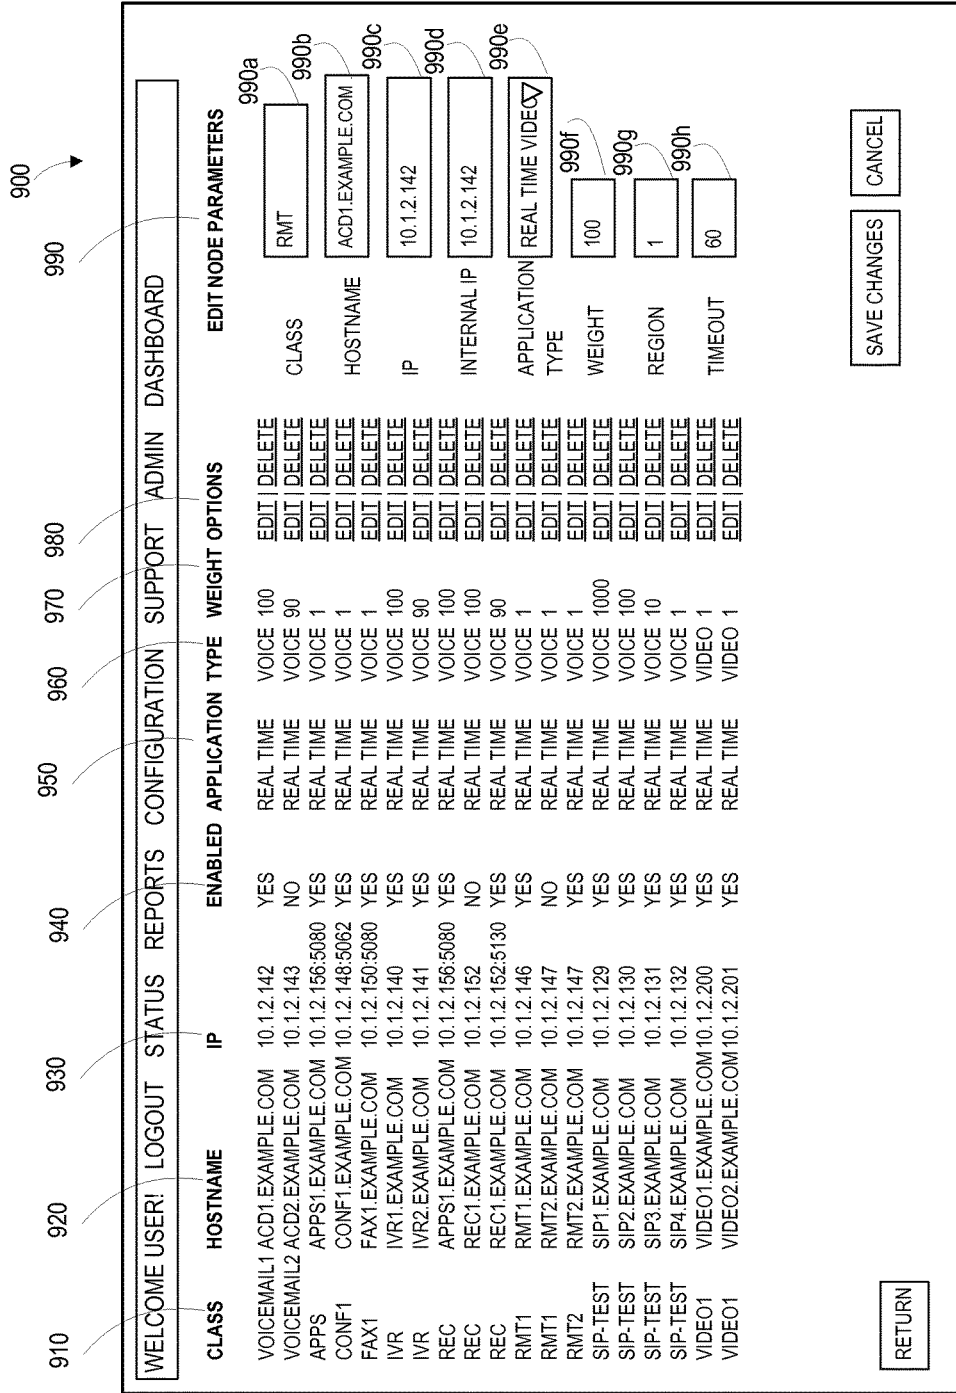 900
910 920 930 940 950 960 970 980 990
WELCOME USER! LOGOUT STATUS REPORTS CONFIGURATION SUPPORT ADMIN DASHBOARD
CLASS HOSTNAME IP ENABLED APPLICATION TYPE WEIGHT OPTIONS
VOICEMAIL1 ACD1.EXAMPLE.COM 10.1.2.142 YES REAL TIME VOICE 100 EDIT | DELETE
VOICEMAIL2 ACD2.EXAMPLE.COM 10.1.2.143 NO REAL TIME VOICE 90 EDIT | DELETE
APPS APPS1.EXAMPLE.COM 10.1.2.156:5080 YES REAL TIME VOICE 1 EDIT | DELETE
CONF1 CONF1.EXAMPLE.COM 10.1.2.148:5062 YES REAL TIME VOICE 1 EDIT | DELETE
FAX1 FAX1.EXAMPLE.COM 10.1.2.150:5080 YES REAL TIME VOICE 1 EDIT | DELETE
IVR IVR1.EXAMPLE.COM 10.1.2.140 YES REAL TIME VOICE 100 EDIT | DELETE
IVR IVR2.EXAMPLE.COM 10.1.2.141 YES REAL TIME VOICE 90 EDIT | DELETE
REC APPS1.EXAMPLE.COM 10.1.2.156:5080 YES REAL TIME VOICE 100 EDIT | DELETE
REC REC1.EXAMPLE.COM 10.1.2.152 NO REAL TIME VOICE 100 EDIT | DELETE
REC REC1.EXAMPLE.COM 10.1.2.152:5130 YES REAL TIME VOICE 90 EDIT | DELETE
RMT1 RMT1.EXAMPLE.COM 10.1.2.146 YES REAL TIME VOICE 1 EDIT | DELETE
RMT1 RMT2.EXAMPLE.COM 10.1.2.147 NO REAL TIME VOICE 1 EDIT | DELETE
RMT2 RMT2.EXAMPLE.COM 10.1.2.147 YES REAL TIME VOICE 1 EDIT | DELETE
SIP-TEST SIP1.EXAMPLE.COM 10.1.2.129 YES REAL TIME VOICE 1000 EDIT | DELETE
SIP-TEST SIP2.EXAMPLE.COM 10.1.2.130 YES REAL TIME VOICE 100 EDIT | DELETE
SIP-TEST SIP3.EXAMPLE.COM 10.1.2.131 YES REAL TIME VOICE 10 EDIT | DELETE
SIP-TEST SIP4.EXAMPLE.COM 10.1.2.132 YES REAL TIME VOICE 1 EDIT | DELETE
VIDEO1 VIDEO1.EXAMPLE.COM 10.1.2.200 YES REAL TIME VIDEO 1 EDIT | DELETE
VIDEO1 VIDEO2.EXAMPLE.COM 10.1.2.201 YES REAL TIME VIDEO 1 EDIT | DELETE
EDIT NODE PARAMETERS
CLASS RMT 990a
HOSTNAME ACD1.EXAMPLE.COM 990b
IP 10.1.2.142 990c
INTERNAL IP 10.1.2.142 990d
APPLICATION REAL TIME VIDEO 990e
TYPE
WEIGHT 100 990f
REGION 1 990g
TIMEOUT 60 990h
RETURN SAVE CHANGES CANCEL